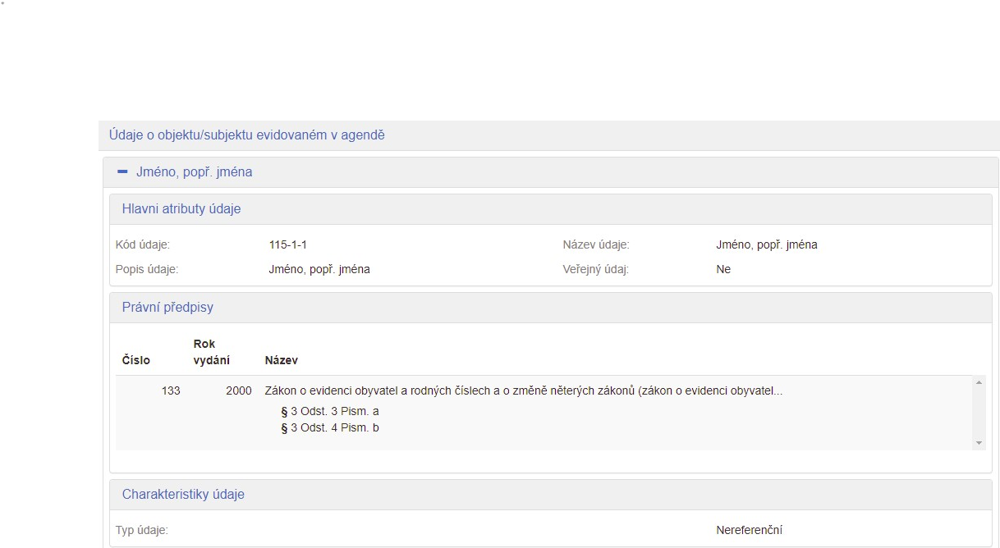 Údaje o objektu/subjektu evidovaném v agendě
Jméno, popř. jména
Hlavni atributy údaje
Kód údaje: 115-1-1 Název údaje: Jméno, popř. jména
Popis údaje: Jméno, popř. jména Veřejný údaj: Ne
Právní předpisy
Číslo Rok vydání Název
133 2000 Zákon o evidenci obyvatel a rodných číslech a o změně něterých zákonů (zákon o evidenci obyvatel...
§ 3 Odst. 3 Pism. a
§ 3 Odst. 4 Pism. b
Charakteristiky údaje
Typ údaje: Nereferenční